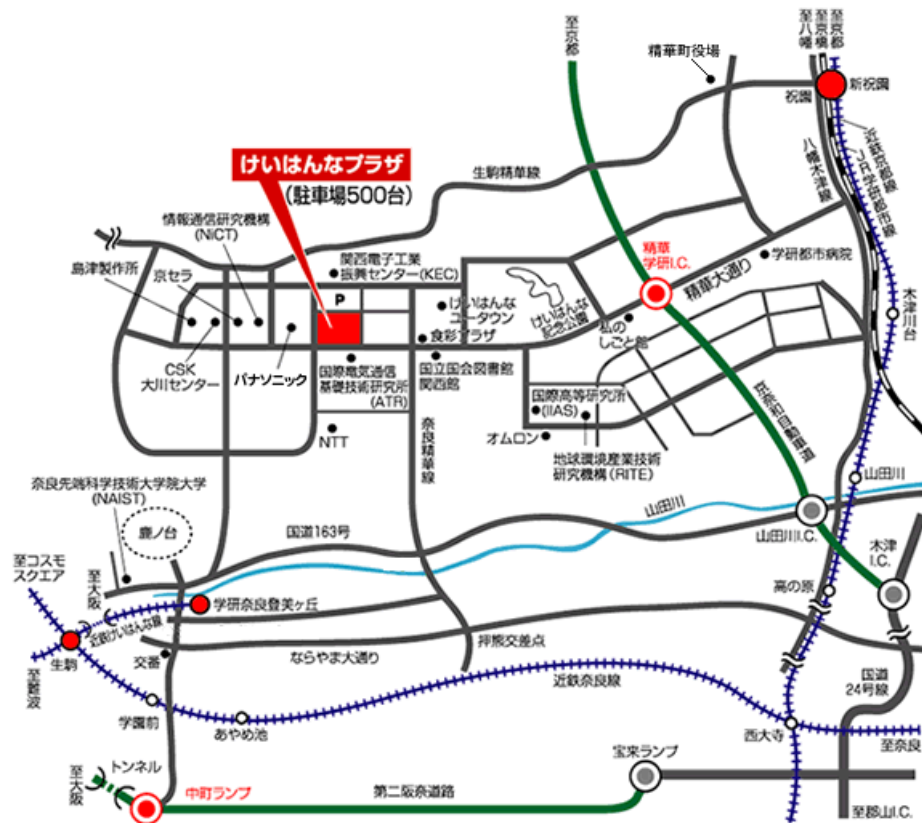 至京都
至八幡
至京橋
至京都
精華町役場
祝園
新祝園
近鉄京都線
JR学研都市線
八幡木津線
生駒精華線
けいはんなプラザ
(駐車場500台)
情報通信研究機構
(NiCT)
島津製作所
京セラ
関西電子工業
振興センター(KEC)
精華
学研I.C.
学研都市病院
精華大通り
P
けいはんな
ユータウン
けいはんな
記念公園
私の
しごと館
木津川台
食彩プラザ
CSK
大川センター
パナソニック
国際電気通信
基礎技術研究所
(ATR)
国立国会図書館
関西館
国際高等研究所
(IIAS)
京奈和自動車道
NTT
奈良精華線
オムロン
地球環境産業技術
研究機構(RITE)
山田川
奈良先端科学技術大学院大学
(NAIST)
鹿ノ台
国道163号
山田川
山田川I.C.
木津
I.C.
至コスモ
スクエア
至大阪
学研奈良登美ヶ丘
高の原
近鉄けいはんな線
生駒
交番
ならやま大通り
押熊交差点
至難波
近鉄奈良線
国道
24号線
学園前
あやめ池
西大寺
至奈良
宝来ランプ
トンネル
至大阪
中町ランプ
第二阪奈道路
至郡山I.C.